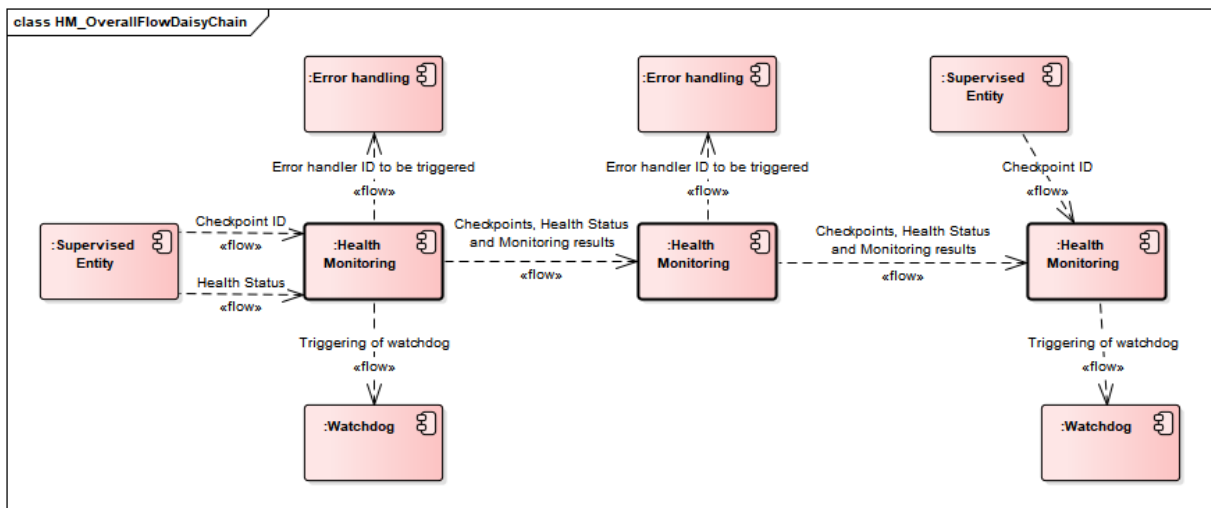 class HM_OverallFlowDaisyChain
:Error handling
:Error handling
:Supervised
Entity
Error handler ID to be triggered
«flow»
Error handler ID to be triggered
«flow»
Checkpoint ID
«flow»
:Supervised
Entity
Checkpoint ID
«flow»
Health Status
«flow»
:Health
Monitoring
Checkpoints, Health Status
and Monitoring results
«flow»
:Health
Monitoring
Checkpoints, Health Status
and Monitoring results
«flow»
:Health
Monitoring
Triggering of watchdog
«flow»
Triggering of watchdog
«flow»
:Watchdog
:Watchdog